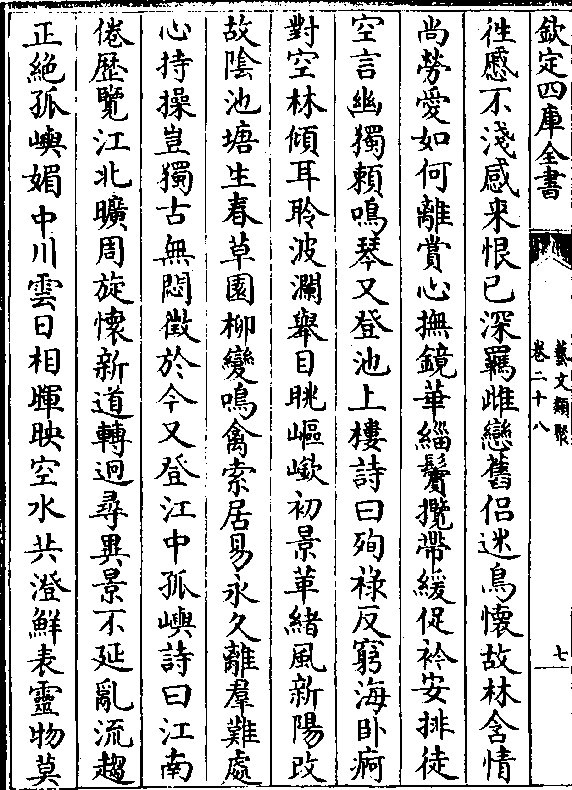 欽定四庫全書
藝文類聚
卷二十八
七
徃慼不淺感来恨已深羈雌戀舊侣迷鳥懷故林含情
尚勞愛如何離賞心撫鏡華緇鬢攬帶緩促衿安排徒
空言幽獨頼鳴琴又登池上樓詩曰殉禄反窮海卧痾
對空林傾耳聆波瀾舉目眺嶇嶔初景革緒風新陽改
故陰池塘生春草園柳變鳴禽索居易永久離羣難處
心持操豈獨古無悶徴於今又登江中孤嶼詩曰江南
倦歴覽江北曠周旋懷新道轉迥尋異景不延亂流趨
正絶孤嶼媚中川雲日相暉映空水共澄鮮表靈物莫